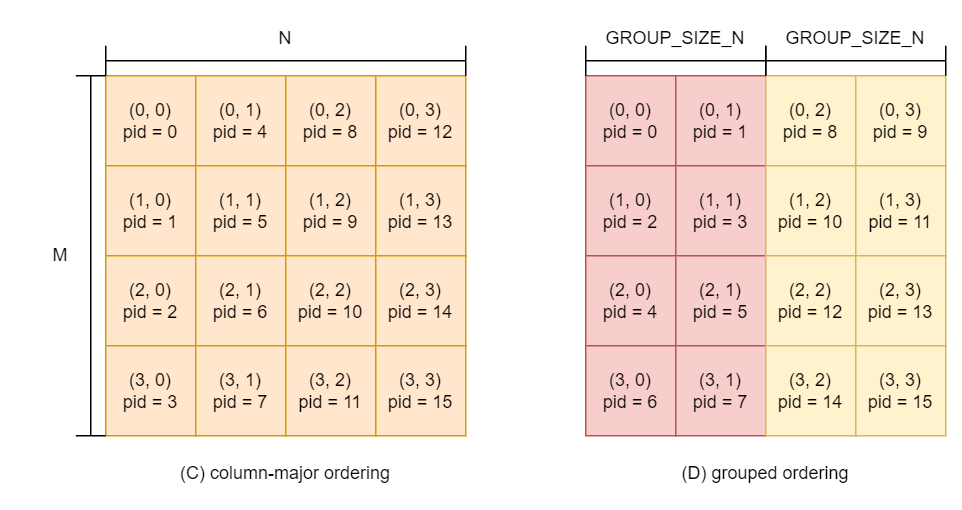 N
M
(0, 0)
pid = 0
(0, 1)
pid = 4
(0, 2)
pid = 8
(0, 3)
pid = 12
(1, 0)
pid = 1
(1, 1)
pid = 5
(1, 2)
pid = 9
(1, 3)
pid = 13
(2, 0)
pid = 2
(2, 1)
pid = 6
(2, 2)
pid = 10
(2, 3)
pid = 14
(3, 0)
pid = 3
(3, 1)
pid = 7
(3, 2)
pid = 11
(3, 3)
pid = 15
(C) column-major ordering
GROUP_SIZE_N
GROUP_SIZE_N
(0, 0)
pid = 0
(0, 1)
pid = 1
(0, 2)
pid = 8
(0, 3)
pid = 9
(1, 0)
pid = 2
(1, 1)
pid = 3
(1, 2)
pid = 10
(1, 3)
pid = 11
(2, 0)
pid = 4
(2, 1)
pid = 5
(2, 2)
pid = 12
(2, 3)
pid = 13
(3, 0)
pid = 6
(3, 1)
pid = 7
(3, 2)
pid = 14
(3, 3)
pid = 15
(D) grouped ordering